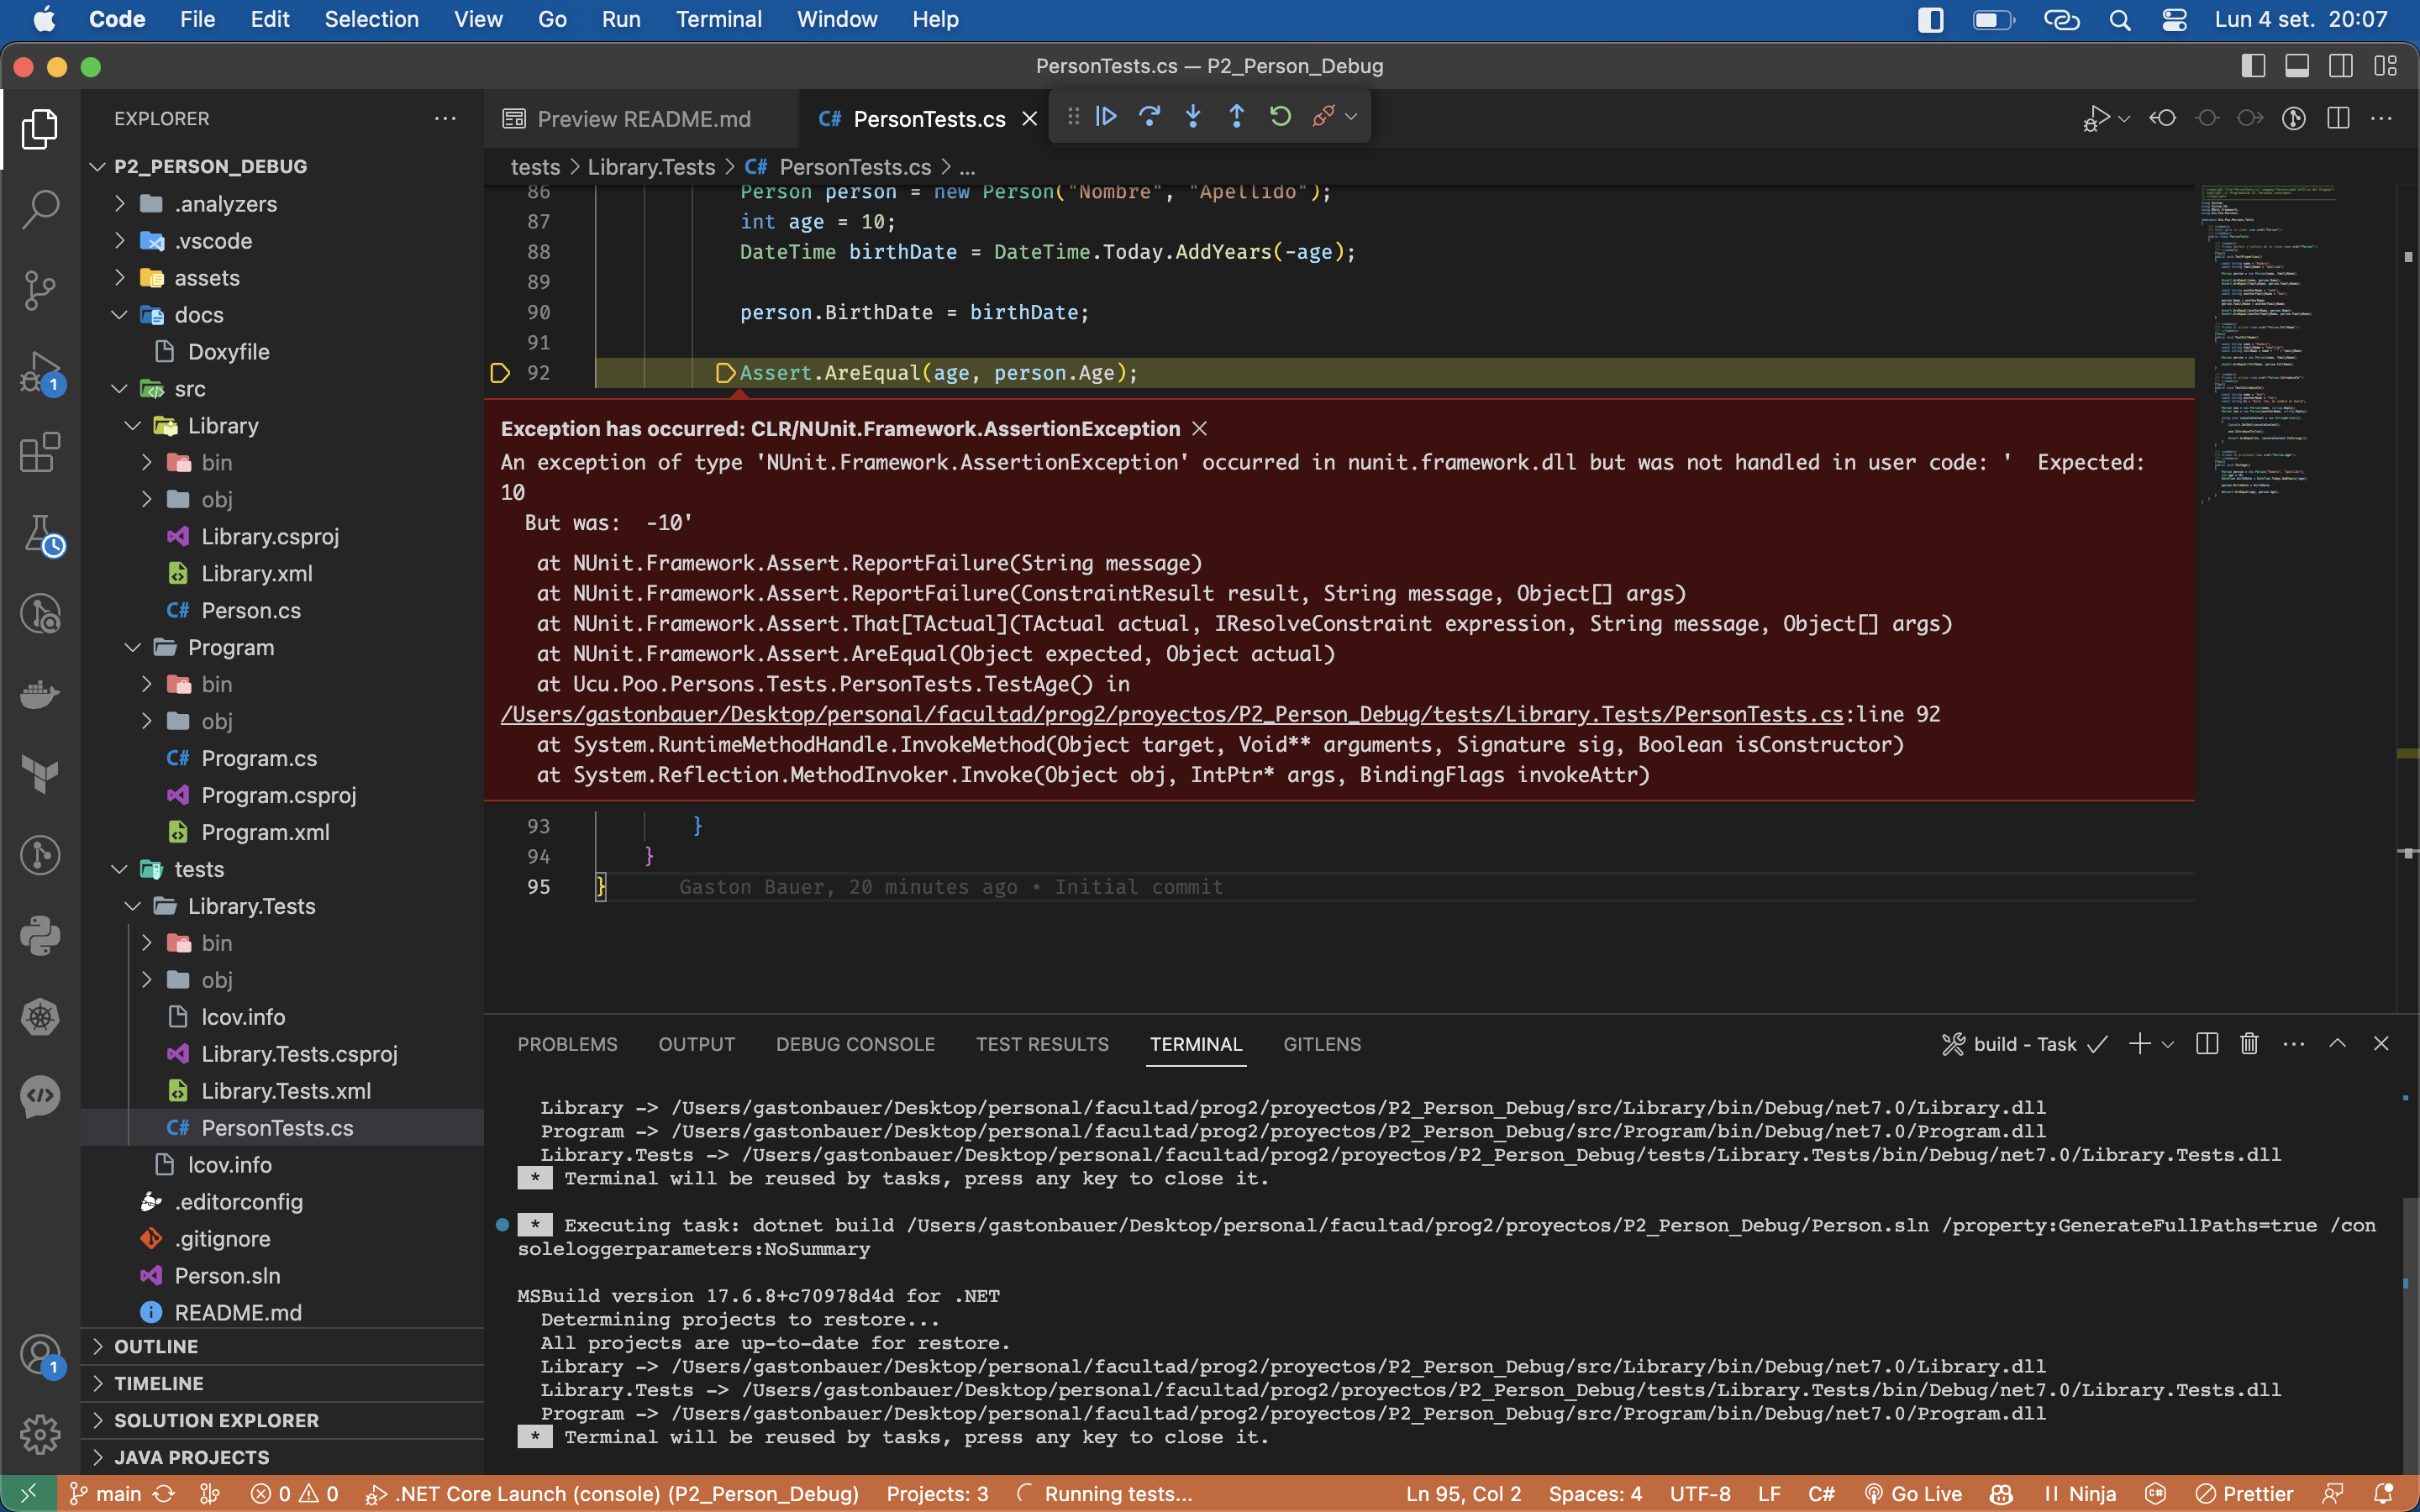 Code File Edit Selection View Go Run Terminal Window Help Lun 4 set. 20:07
PersonTests.cs — P2_Person_Debug
EXPLORER
Preview README.md
C# PersonTests.cs
P2_PERSON_DEBUG
tests > Library.Tests > C# PersonTests.cs > ...
.analyzers
.vscode
assets
docs
Doxyfile
src
Library
bin
obj
Library.csproj
Library.xml
C# Person.cs
Program
bin
obj
C# Program.cs
Program.csproj
Program.xml
tests
Library.Tests
bin
obj
lcov.info
Library.Tests.csproj
Library.Tests.xml
C# PersonTests.cs
lcov.info
.editorconfig
.gitignore
Person.sln
README.md
OUTLINE
TIMELINE
SOLUTION EXPLORER
JAVA PROJECTS
1
1
86 Person person = new Person("Nombre", "Apellido");
87 int age = 10;
88 DateTime birthDate = DateTime.Today.AddYears(-age);
89
90 person.BirthDate = birthDate;
91
92 Assert.AreEqual(age, person.Age);
Exception has occurred: CLR/NUnit.Framework.AssertionException
An exception of type 'NUnit.Framework.AssertionException' occurred in nunit.framework.dll but was not handled in user code: '  Expected:
10
But was:  -10'
at NUnit.Framework.Assert.ReportFailure(String message)
at NUnit.Framework.Assert.ReportFailure(ConstraintResult result, String message, Object[] args)
at NUnit.Framework.Assert.That[TActual](TActual actual, IResolveConstraint expression, String message, Object[] args)
at NUnit.Framework.Assert.AreEqual(Object expected, Object actual)
at Ucu.Poo.Persons.Tests.PersonTests.TestAge() in
/Users/gastonbauer/Desktop/personal/facultad/prog2/proyectos/P2_Person_Debug/tests/Library.Tests/PersonTests.cs:line 92
at System.RuntimeMethodHandle.InvokeMethod(Object target, Void** arguments, Signature sig, Boolean isConstructor)
at System.Reflection.MethodInvoker.Invoke(Object obj, IntPtr* args, BindingFlags invokeAttr)
93 }
94 }
95 } Gaston Bauer, 20 minutes ago • Initial commit
PROBLEMS OUTPUT DEBUG CONSOLE TEST RESULTS TERMINAL GITLENS build - Task
Library -> /Users/gastonbauer/Desktop/personal/facultad/prog2/proyectos/P2_Person_Debug/src/Library/bin/Debug/net7.0/Library.dll
Program -> /Users/gastonbauer/Desktop/personal/facultad/prog2/proyectos/P2_Person_Debug/src/Program/bin/Debug/net7.0/Program.dll
Library.Tests -> /Users/gastonbauer/Desktop/personal/facultad/prog2/proyectos/P2_Person_Debug/tests/Library.Tests/bin/Debug/net7.0/Library.Tests.dll
* Terminal will be reused by tasks, press any key to close it.
* Executing task: dotnet build /Users/gastonbauer/Desktop/personal/facultad/prog2/proyectos/P2_Person_Debug/Person.sln /property:GenerateFullPaths=true /con
soleloggerparameters:NoSummary
MSBuild version 17.6.8+c70978d4d for .NET
Determining projects to restore...
All projects are up-to-date for restore.
Library -> /Users/gastonbauer/Desktop/personal/facultad/prog2/proyectos/P2_Person_Debug/src/Library/bin/Debug/net7.0/Library.dll
Library.Tests -> /Users/gastonbauer/Desktop/personal/facultad/prog2/proyectos/P2_Person_Debug/tests/Library.Tests/bin/Debug/net7.0/Library.Tests.dll
Program -> /Users/gastonbauer/Desktop/personal/facultad/prog2/proyectos/P2_Person_Debug/src/Program/bin/Debug/net7.0/Program.dll
* Terminal will be reused by tasks, press any key to close it.
main 0 0 .NET Core Launch (console) (P2_Person_Debug) Projects: 3 Running tests... Ln 95, Col 2 Spaces: 4 UTF-8 LF C# Go Live Ninja Prettier